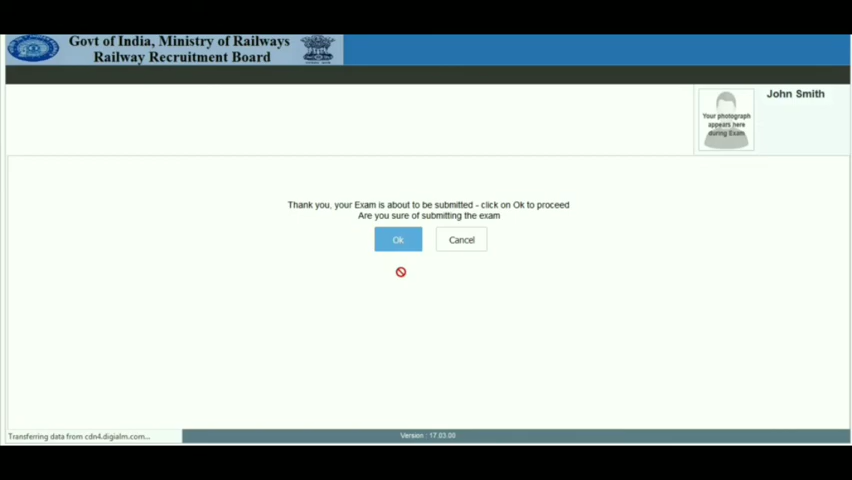 Govt of India, Ministry of Railways
Railway Recruitment Board
John Smith
Your photograph
appears here
during Exam
Thank you, your Exam is about to be submitted - click on Ok to proceed
Are you sure of submitting the exam
Ok
Cancel
Transferring data from cdn4.digialm.com...
Version : 17.03.00